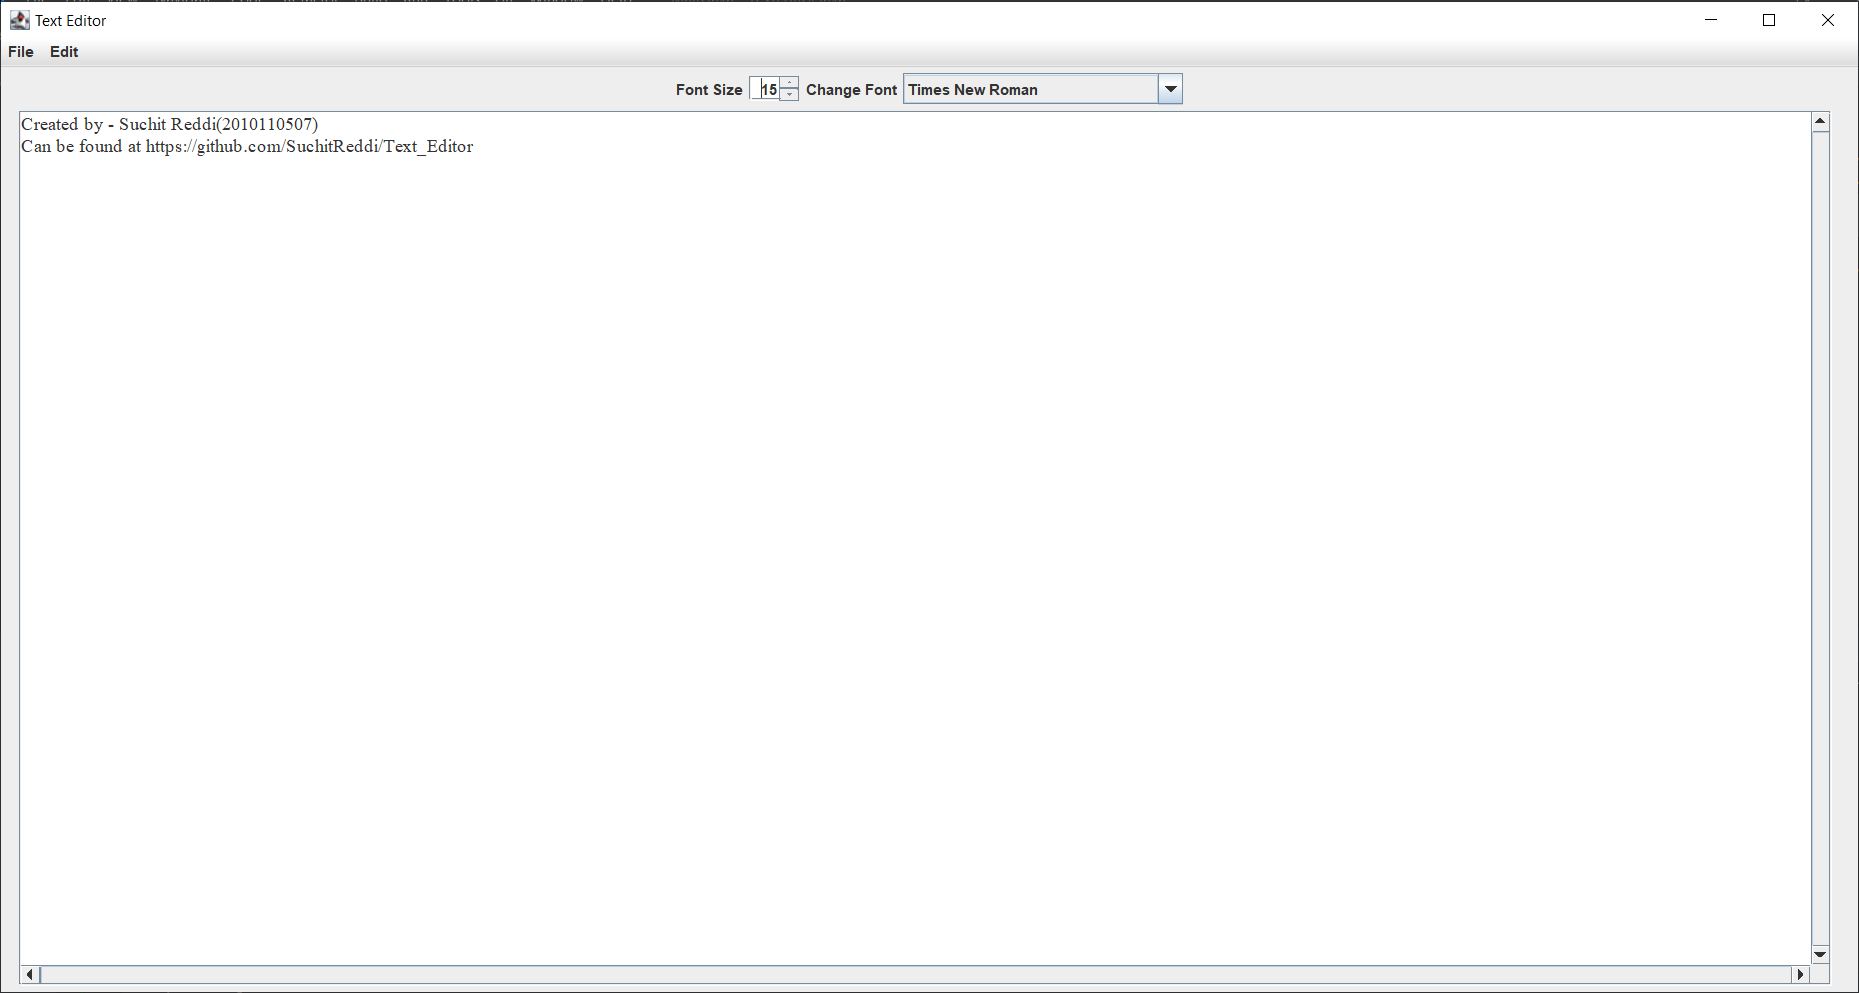 Text Editor
File Edit
Font Size 15 Change Font Times New Roman
Created by - Suchit Reddi(2010110507)
Can be found at https://github.com/SuchitReddi/Text_Editor